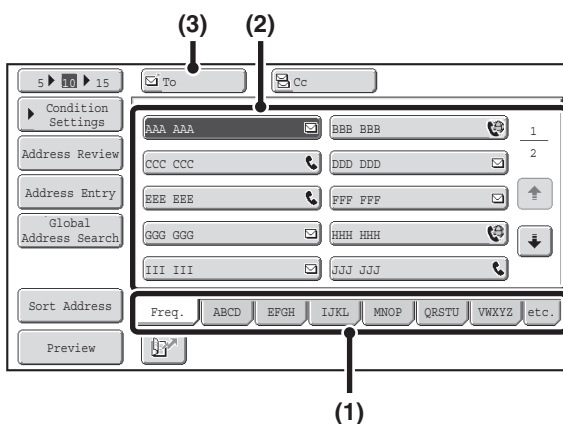 (3) (2)
5 10 15
To
Cc
Condition
Settings
AAA AAA
BBB BBB
1
2
Address Review
CCC CCC
DDD DDD
Address Entry
EEE EEE
FFF FFF
Global
Address Search
GGG GGG
HHH HHH
III III
JJJ JJJ
Sort Address
Freq. ABCD EFGH IJKL MNOP QRSTU VWXYZ etc.
Preview
(1)